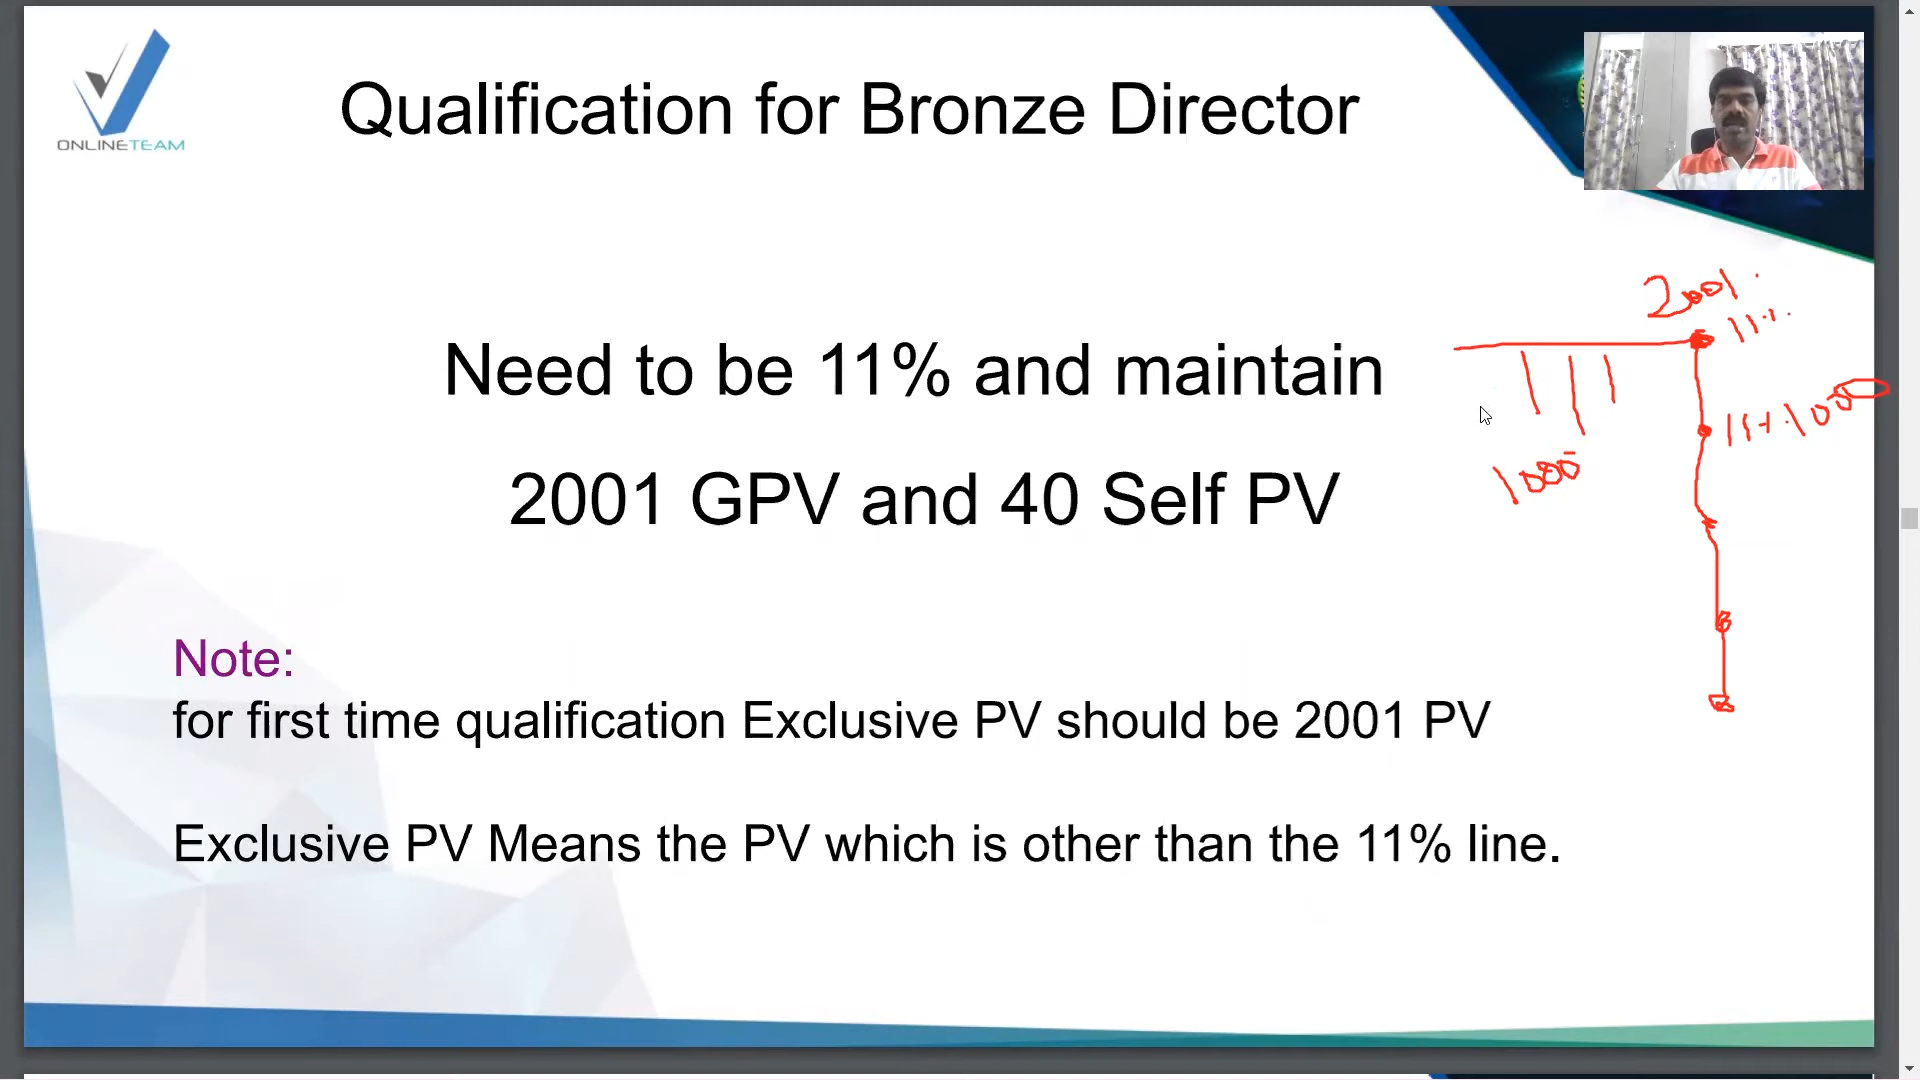 ONLINETEAM
Qualification for Bronze Director
2001
11%
Need to be 11% and maintain
1000
2001 GPV and 40 Self PV
Note:
for first time qualification Exclusive PV should be 2001 PV
Exclusive PV Means the PV which is other than the 11% line.